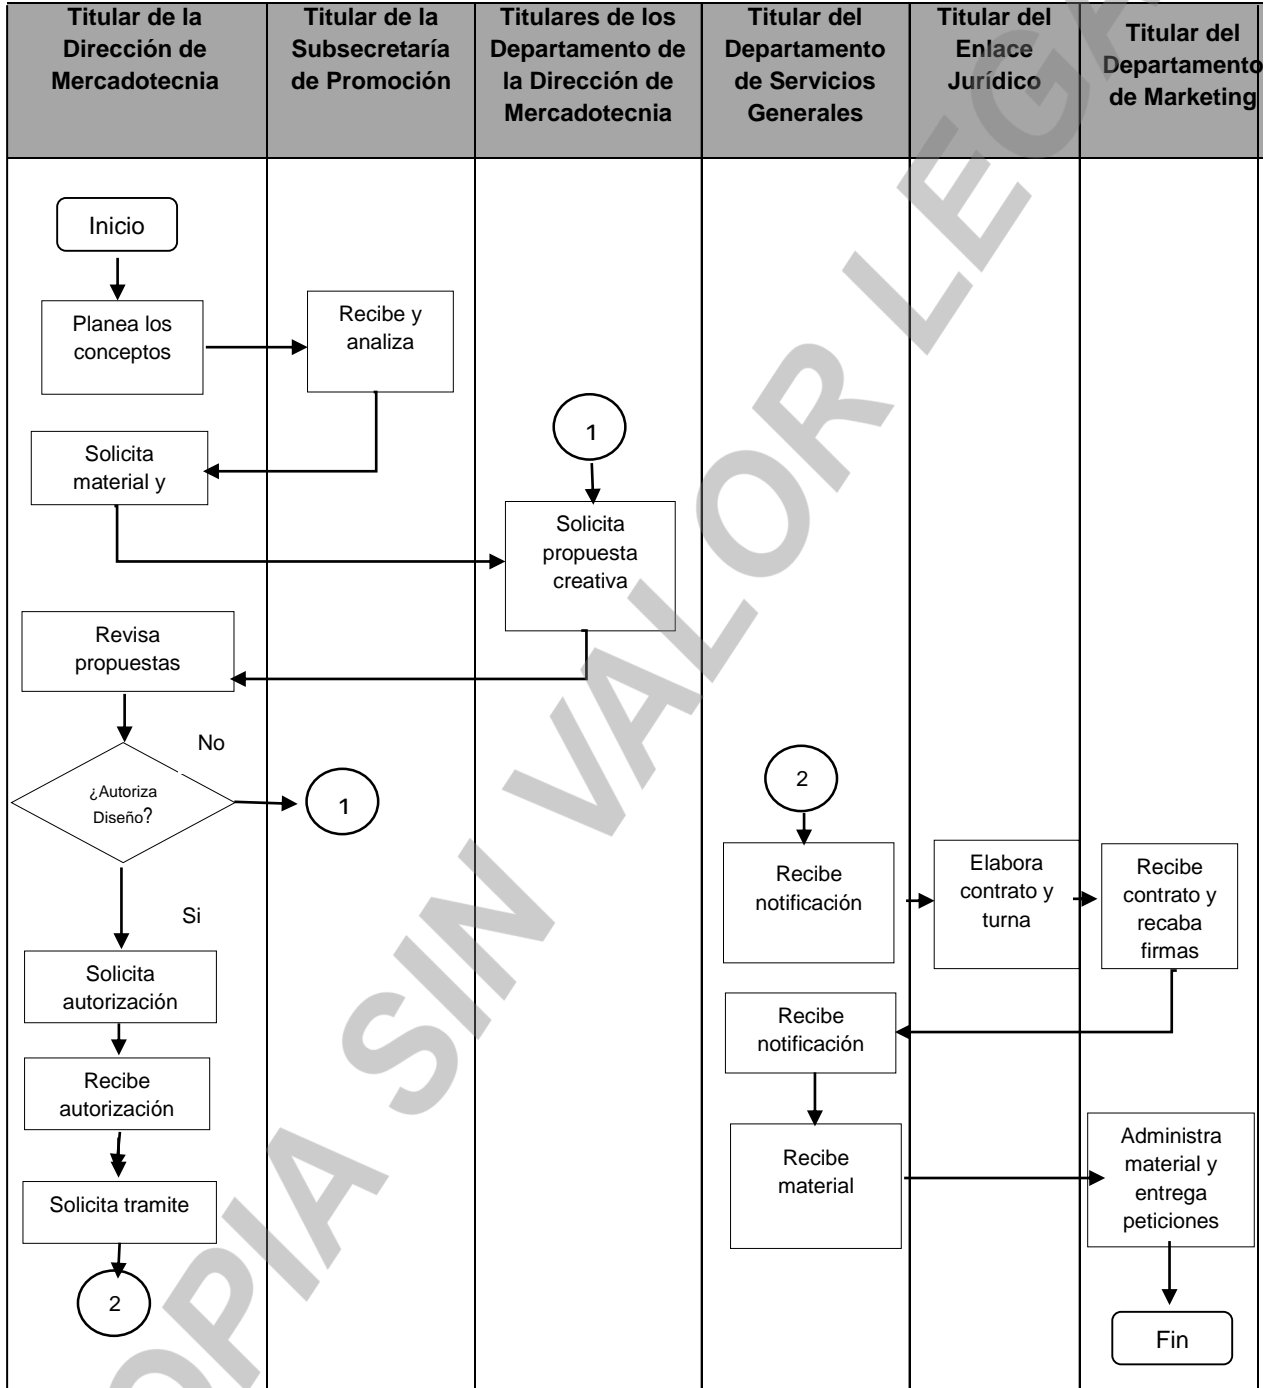 Titular de la
Dirección de
Mercadotecnia
Titular de la
Subsecretaría
de Promoción
Titulares de los
Departamento de
la Dirección de
Mercadotecnia
Titular del
Departamento
de Servicios
Generales
Titular del
Enlace
Jurídico
Titular del
Departamento
de Marketing
Inicio
Planea los
conceptos
Recibe y
analiza
Solicita
material y
1
Solicita
propuesta
creativa
Revisa
propuestas
No
¿Autoriza
Diseño?
1
Si
Solicita
autorización
Recibe
autorización
Solicita tramite
2
2
Recibe
notificación
Elabora
contrato y
turna
Recibe
contrato y
recaba
firmas
Recibe
notificación
Recibe
material
Administra
material y
entrega
peticiones
Fin
OPIA SIN VALOR LEGA